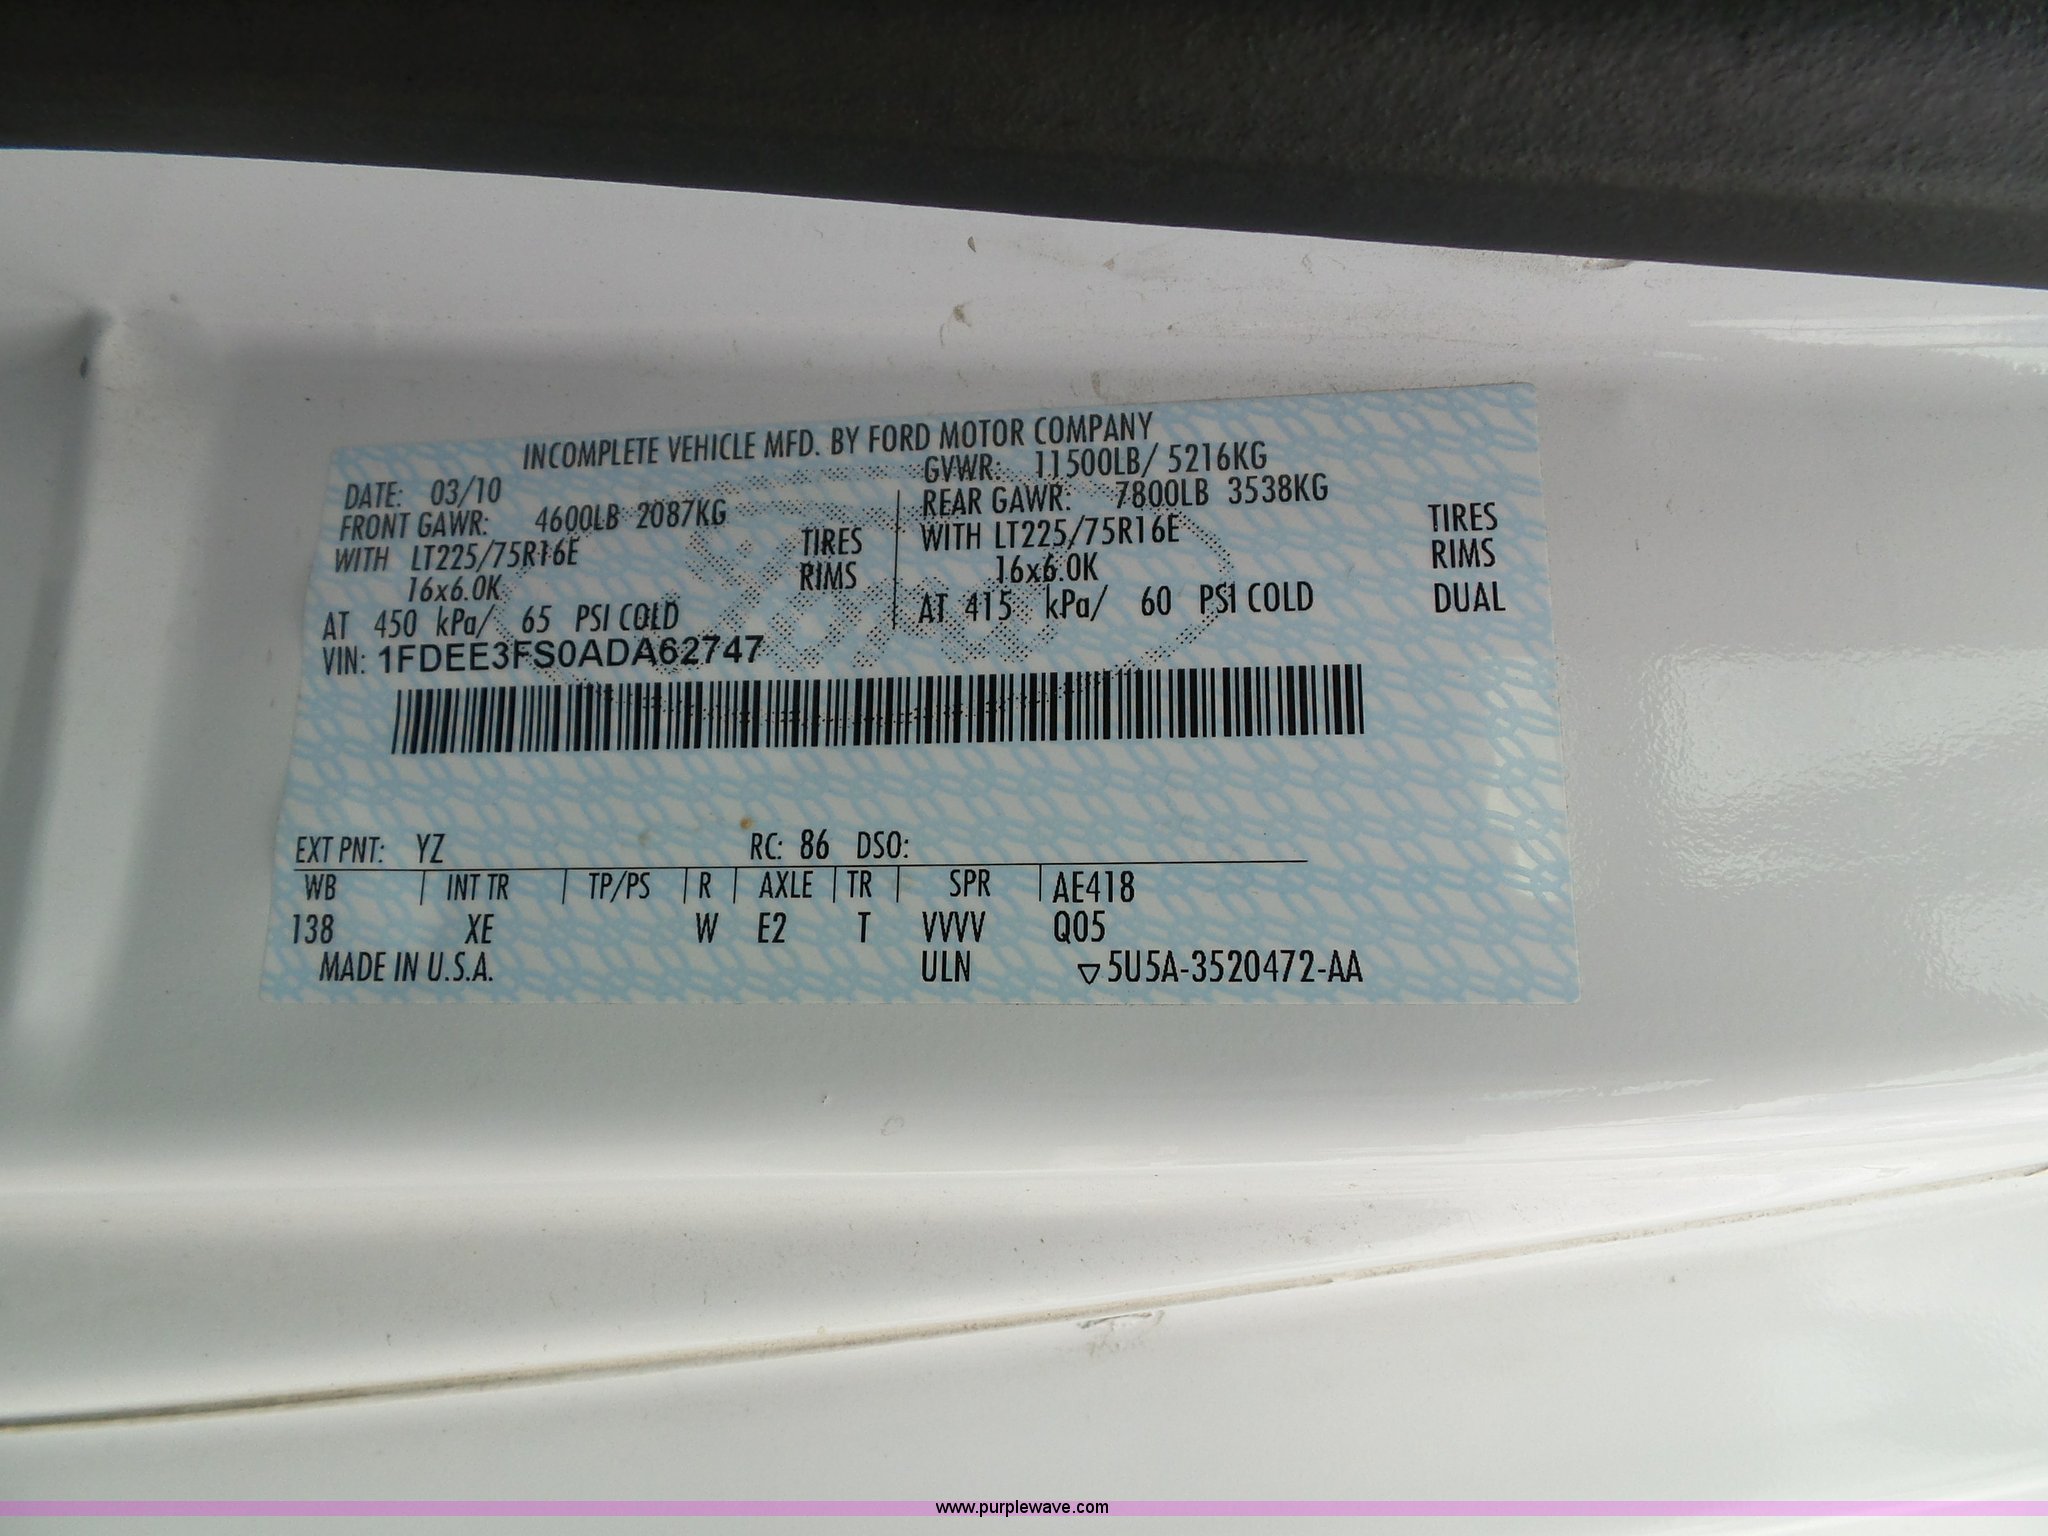 INCOMPLETE VEHICLE MFD. BY FORD MOTOR COMPANY
DATE: 03/10 GVWR: 11500LB/ 5216KG
FRONT GAWR: 4600LB 2087KG REAR GAWR: 7800LB 3538KG
WITH LT225/75R16E TIRES WITH LT225/75R16E TIRES
16x6.0K RIMS 16x6.0K RIMS
AT 450 kPa/ 65 PSI COLD AT 415 kPa/ 60 PSI COLD DUAL
VIN: 1FDEE3FS0ADA62747
EXT PNT: YZ RC: 86 DSO:
WB INT TR TP/PS R AXLE TR SPR AE418
138 XE W E2 T VVVV Q05
MADE IN U.S.A. ULN ▽5U5A-3520472-AA
www.purplewave.com